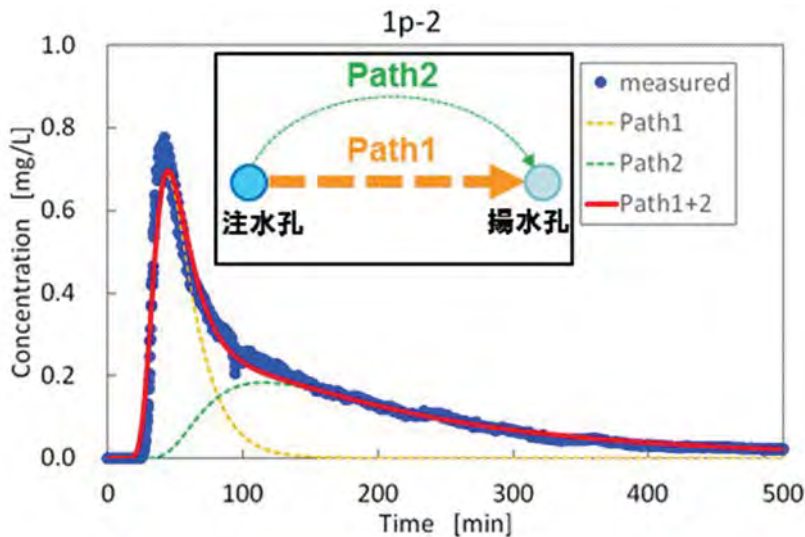 1p-2
1.0
0.8
0.6
0.4
0.2
0.0
Concentration [mg/L]
Path2
Path1
注水孔
揚水孔
measured
Path1
Path2
Path1+2
0
100
200
300
400
500
Time [min]